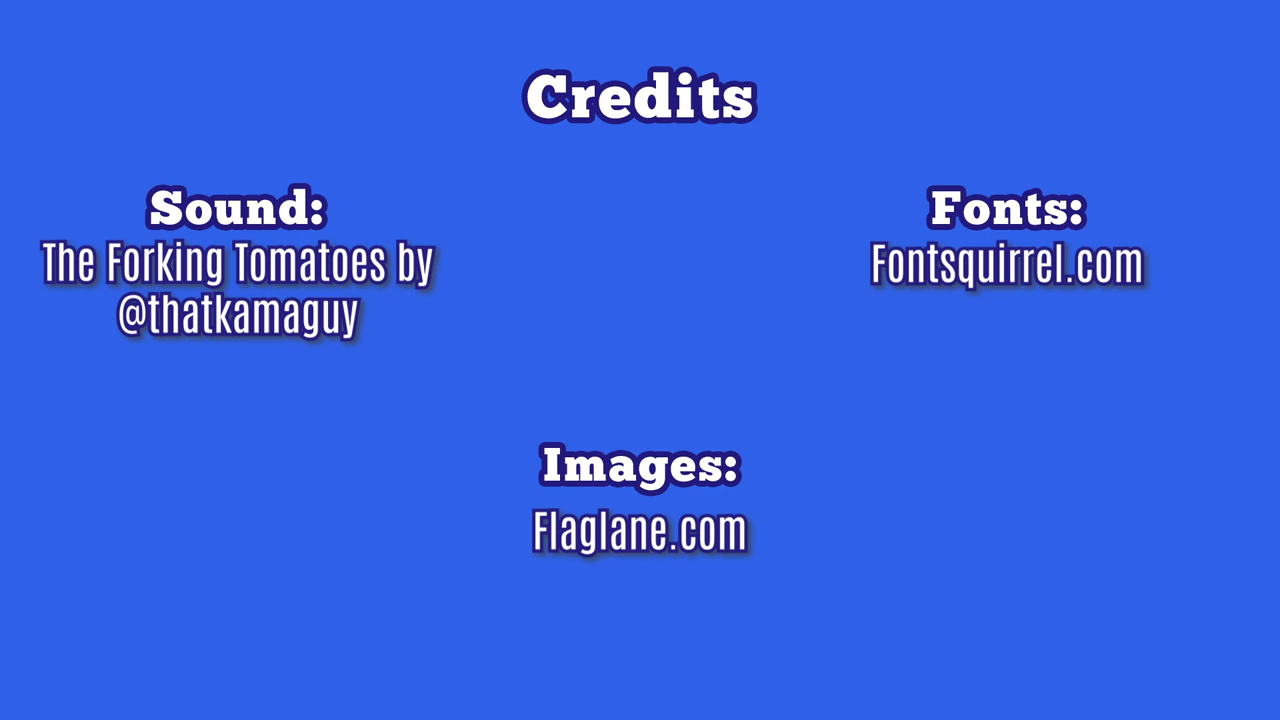 Credits
Sound:
The Forking Tomatoes by
@thatkamaguy
Fonts:
Fontsquirrel.com
Images:
Flaglane.com